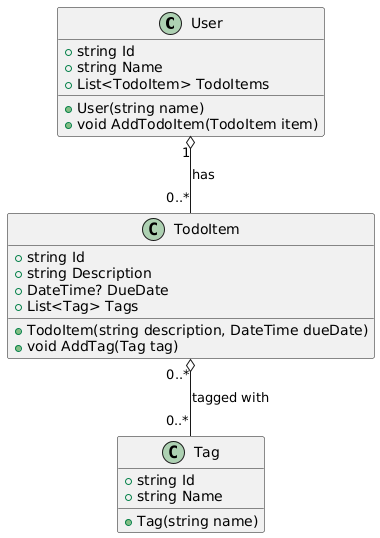 C User
string Id
string Name
List<TodoItem> TodoItems
User(string name)
void AddTodoItem(TodoItem item)
1
has
0..*
C TodoItem
string Id
string Description
DateTime? DueDate
List<Tag> Tags
TodoItem(string description, DateTime dueDate)
void AddTag(Tag tag)
0..*
tagged with
0..*
C Tag
string Id
string Name
Tag(string name)